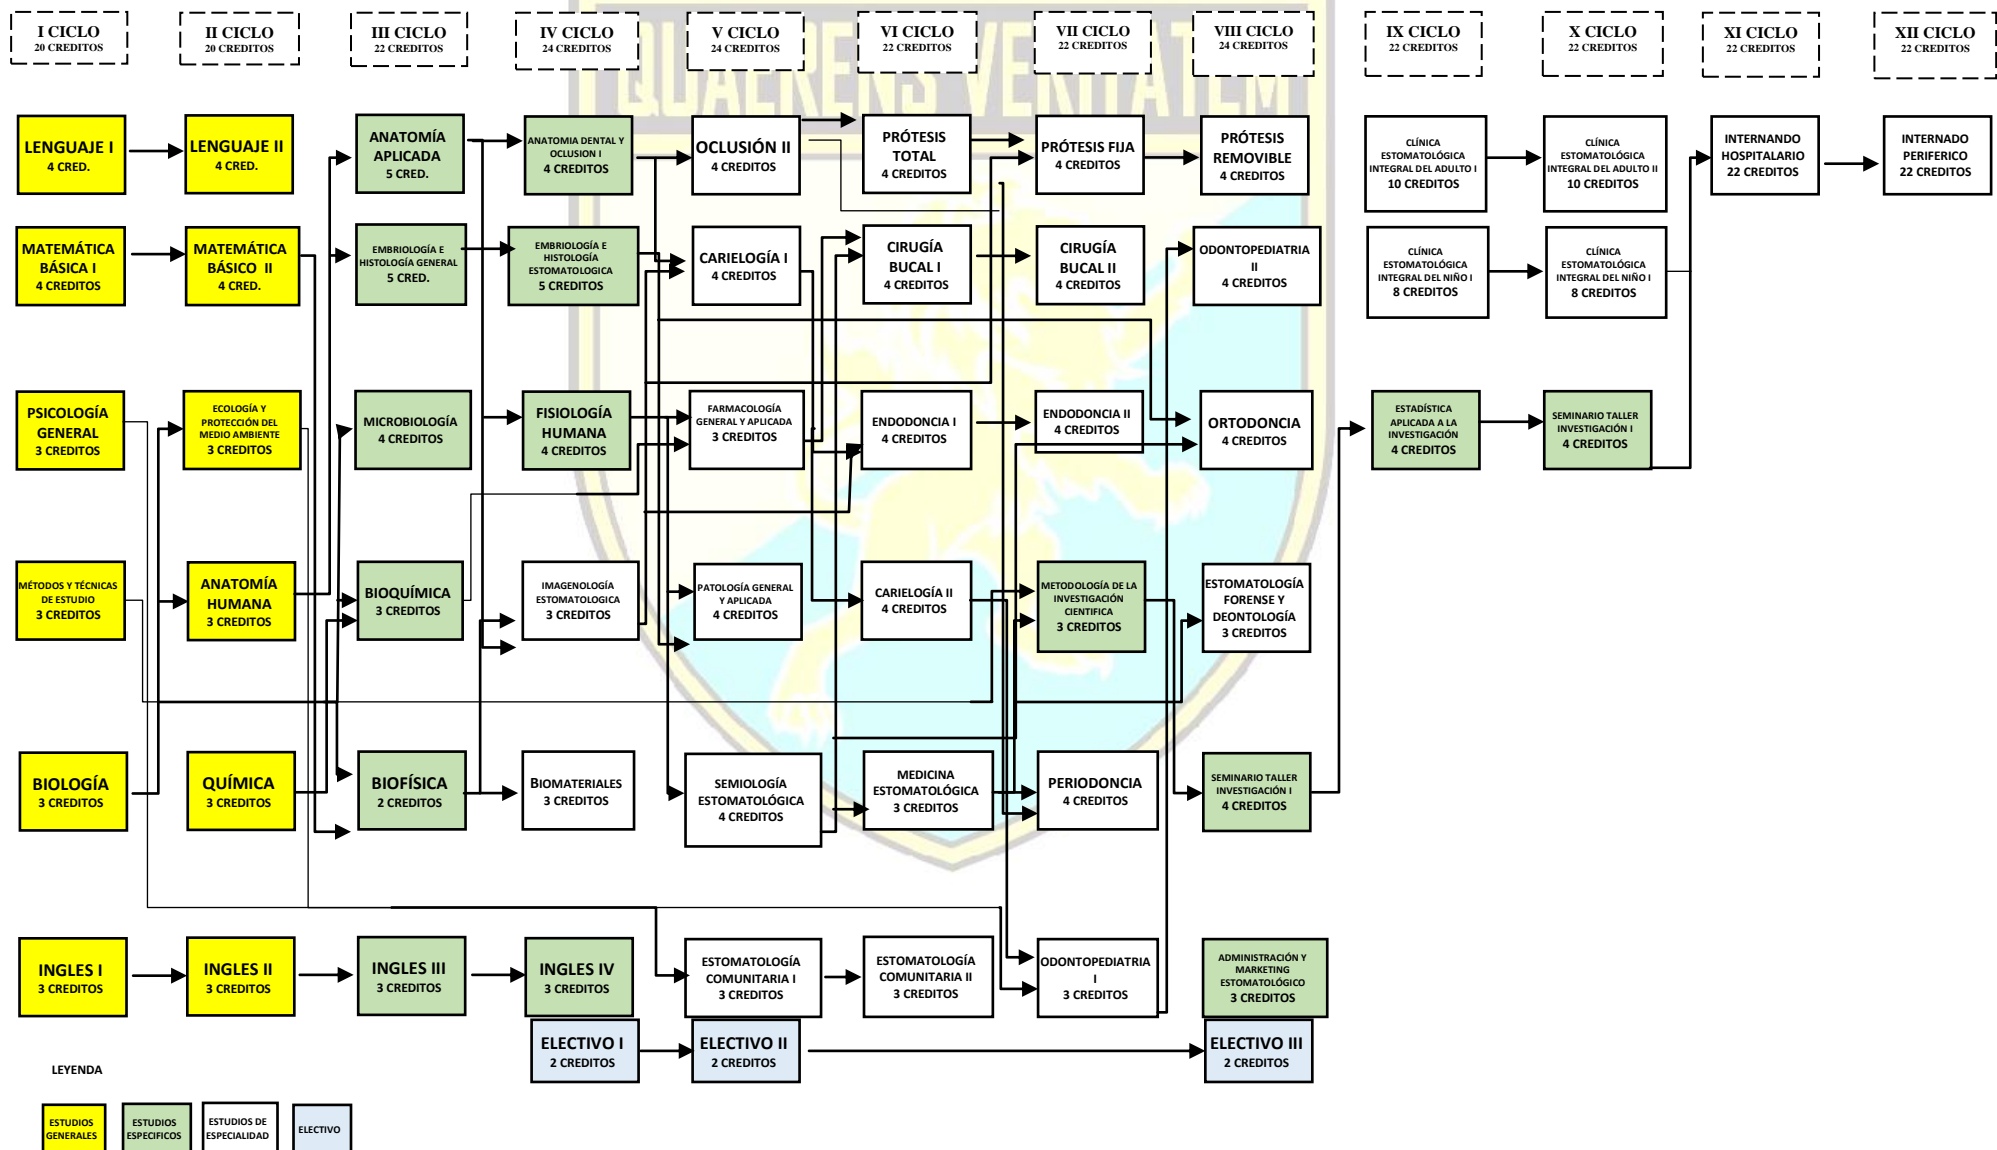 I CICLO
20 CREDITOS
II CICLO
20 CREDITOS
III CICLO
22 CREDITOS
IV CICLO
24 CREDITOS
V CICLO
24 CREDITOS
VI CICLO
22 CREDITOS
VII CICLO
22 CREDITOS
VIII CICLO
24 CREDITOS
IX CICLO
22 CREDITOS
X CICLO
22 CREDITOS
XI CICLO
22 CREDITOS
XII CICLO
22 CREDITOS
QUAERENS VERITATEM
LENGUAJE I
4 CRED.
LENGUAJE II
4 CRED.
ANATOMÍA
APLICADA
5 CRED.
ANATOMIA DENTAL Y
OCLUSION I
4 CREDITOS
OCLUSIÓN II
4 CREDITOS
PRÓTESIS
TOTAL
4 CREDITOS
PRÓTESIS FIJA
4 CREDITOS
PRÓTESIS
REMOVIBLE
4 CREDITOS
CLÍNICA
ESTOMATOLÓGICA
INTEGRAL DEL ADULTO I
10 CREDITOS
CLÍNICA
ESTOMATOLÓGICA
INTEGRAL DEL ADULTO II
10 CREDITOS
INTERNANDO
HOSPITALARIO
22 CREDITOS
INTERNADO
PERIFERICO
22 CREDITOS
MATEMÁTICA
BÁSICA I
4 CREDITOS
MATEMÁTICA
BÁSICO II
4 CRED.
EMBRIOLOGÍA E
HISTOLOGÍA GENERAL
5 CRED.
EMBRIOLOGÍA E
HISTOLOGÍA
ESTOMATOLOGICA
5 CREDITOS
CARIELOGÍA I
4 CREDITOS
CIRUGÍA
BUCAL I
4 CREDITOS
CIRUGÍA
BUCAL II
4 CREDITOS
ODONTOPEDIATRIA
II
4 CREDITOS
CLÍNICA
ESTOMATOLÓGICA
INTEGRAL DEL NIÑO I
8 CREDITOS
CLÍNICA
ESTOMATOLÓGICA
INTEGRAL DEL NIÑO I
8 CREDITOS
PSICOLOGÍA
GENERAL
3 CREDITOS
ECOLOGÍA Y
PROTECCIÓN DEL
MEDIO AMBIENTE
3 CREDITOS
MICROBIOLOGÍA
4 CREDITOS
FISIOLOGÍA
HUMANA
4 CREDITOS
FARMACOLOGÍA
GENERAL Y APLICADA
3 CREDITOS
ENDODONCIA I
4 CREDITOS
ENDODONCIA II
4 CREDITOS
ORTODONCIA
4 CREDITOS
ESTADÍSTICA
APLICADA A LA
INVESTIGACIÓN
4 CREDITOS
SEMINARIO TALLER
INVESTIGACIÓN I
4 CREDITOS
MÉTODOS Y TÉCNICAS
DE ESTUDIO
3 CREDITOS
ANATOMÍA
HUMANA
3 CREDITOS
BIOQUÍMICA
3 CREDITOS
IMAGENOLOGÍA
ESTOMATOLOGICA
3 CREDITOS
PATOLOGÍA GENERAL
Y APLICADA
4 CREDITOS
CARIELOGÍA II
4 CREDITOS
METODOLOGÍA DE LA
INVESTIGACIÓN
CIENTIFICA
3 CREDITOS
ESTOMATOLOGÍA
FORENSE Y
DEONTOLOGÍA
3 CREDITOS
BIOLOGÍA
3 CREDITOS
QUÍMICA
3 CREDITOS
BIOFÍSICA
2 CREDITOS
BIOMATERIALES
3 CREDITOS
SEMIOLOGÍA
ESTOMATOLÓGICA
4 CREDITOS
MEDICINA
ESTOMATOLÓGICA
3 CREDITOS
PERIODONCIA
4 CREDITOS
SEMINARIO TALLER
INVESTIGACIÓN I
4 CREDITOS
INGLES I
3 CREDITOS
INGLES II
3 CREDITOS
INGLES III
3 CREDITOS
INGLES IV
3 CREDITOS
ESTOMATOLOGÍA
COMUNITARIA I
3 CREDITOS
ESTOMATOLOGÍA
COMUNITARIA II
3 CREDITOS
ODONTOPEDIATRIA
I
3 CREDITOS
ADMINISTRACIÓN Y
MARKETING
ESTOMATOLÓGICO
3 CREDITOS
ELECTIVO I
2 CREDITOS
ELECTIVO II
2 CREDITOS
ELECTIVO III
2 CREDITOS
LEYENDA
ESTUDIOS
GENERALES
ESTUDIOS
ESPECIFICOS
ESTUDIOS DE
ESPECIALIDAD
ELECTIVO